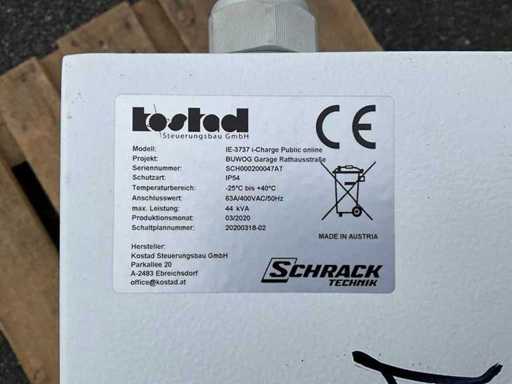 kostad
Steuerungsbau GmbH
CE
Modell: IE-3737 i-Charge Public online
Projekt: BUWOG Garage Rathausstraße
Seriennummer: SCH000200047AT
Schutzart: IP54
Temperaturbereich: -25°C bis +40°C
Anschlusswert: 63A/400VAC/50Hz
max. Leistung: 44 kVA
Produktionsmonat: 03/2020
Schaltplannummer: 20200318-02
MADE IN AUSTRIA
Hersteller:
Kostad Steuerungsbau GmbH
Parkallee 20
A-2483 Ebreichsdorf
office@kostad.at
SCHRACK
TECHNIK